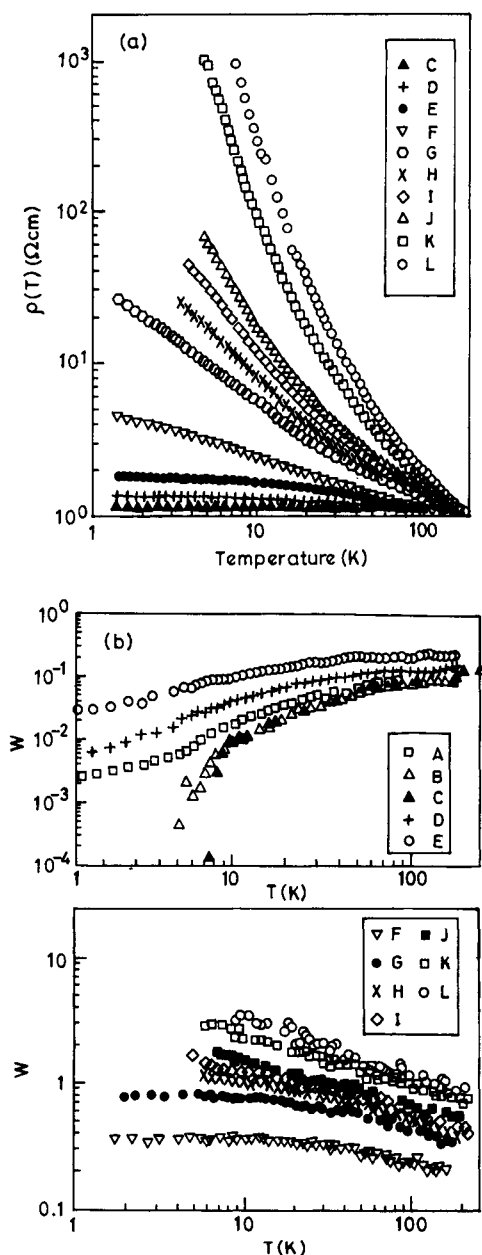 (a)
10³
10²
10¹
10⁰
ρ(T) (Ωcm)
C
D
E
F
G
H
I
J
K
L
1
10
100
Temperature (K)
(b)
10⁰
10⁻¹
10⁻²
10⁻³
10⁻⁴
W
A
B
C
D
E
1
10
100
T(K)
10
1
0.1
W
F
J
G
K
H
L
I
1
10
100
T(K)